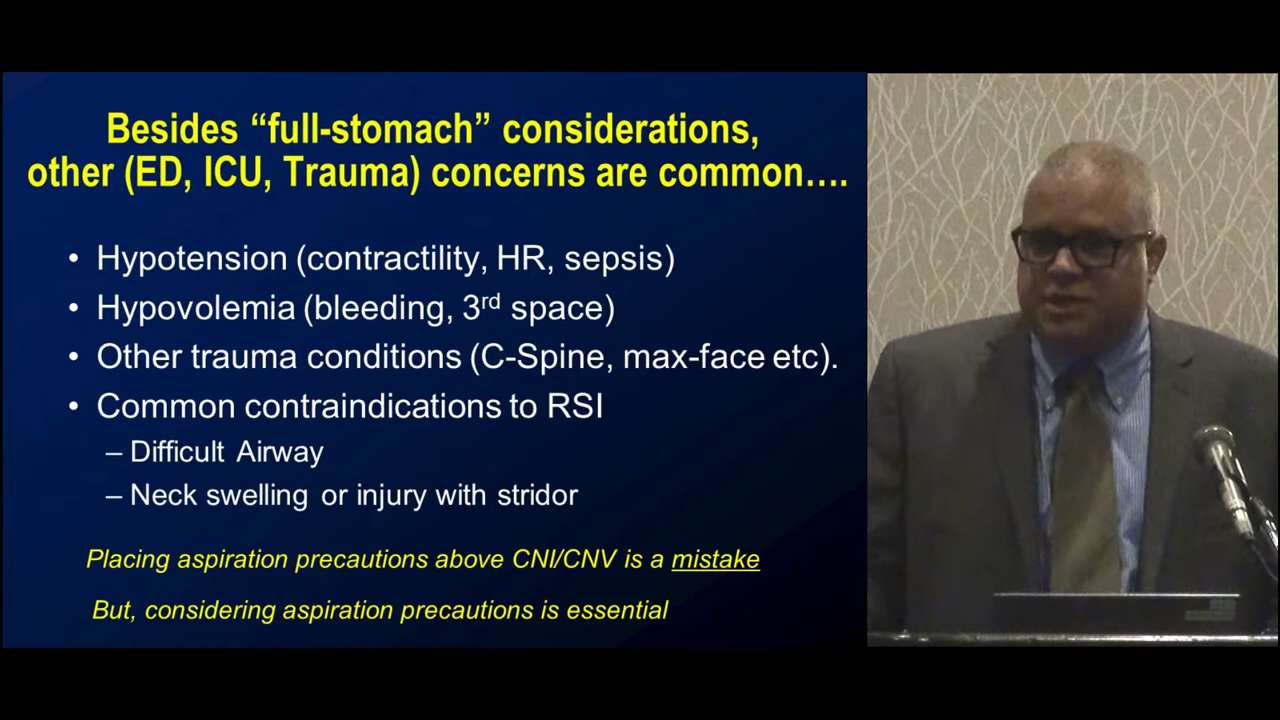 Besides “full-stomach” considerations,
other (ED, ICU, Trauma) concerns are common….
• Hypotension (contractility, HR, sepsis)
• Hypovolemia (bleeding, 3rd space)
• Other trauma conditions (C-Spine, max-face etc).
• Common contraindications to RSI
– Difficult Airway
– Neck swelling or injury with stridor
Placing aspiration precautions above CNI/CNV is a mistake
But, considering aspiration precautions is essential